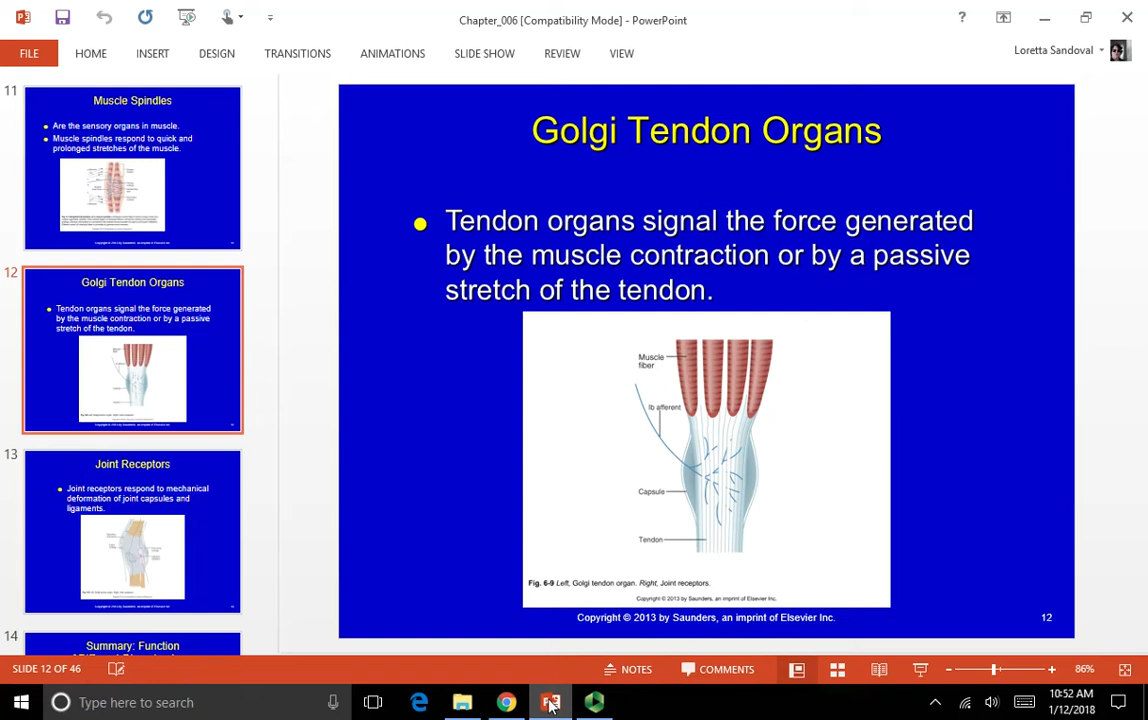 Chapter_006 [Compatibility Mode] - PowerPoint
?
FILE
HOME
INSERT
DESIGN
TRANSITIONS
ANIMATIONS
SLIDE SHOW
REVIEW
VIEW
Loretta Sandoval
11
Muscle Spindles
Are the sensory organs in muscle.
Muscle spindles respond to quick and
prolonged stretches of the muscle.
12
Golgi Tendon Organs
Tendon organs signal the force generated
by the muscle contraction or by a passive
stretch of the tendon.
13
Joint Receptors
Joint receptors respond to mechanical
deformation of joint capsules and
ligaments.
14
Summary: Function
Golgi Tendon Organs
Tendon organs signal the force generated
by the muscle contraction or by a passive
stretch of the tendon.
Muscle
fiber
Ib afferent
Capsule
Tendon
Fig. 6-9 Left, Golgi tendon organ. Right, Joint receptors.
Copyright © 2013 by Saunders, an imprint of Elsevier Inc.
Copyright © 2013 by Saunders, an imprint of Elsevier Inc.
12
SLIDE 12 OF 46
NOTES
COMMENTS
86%
Type here to search
10:52 AM
1/12/2018